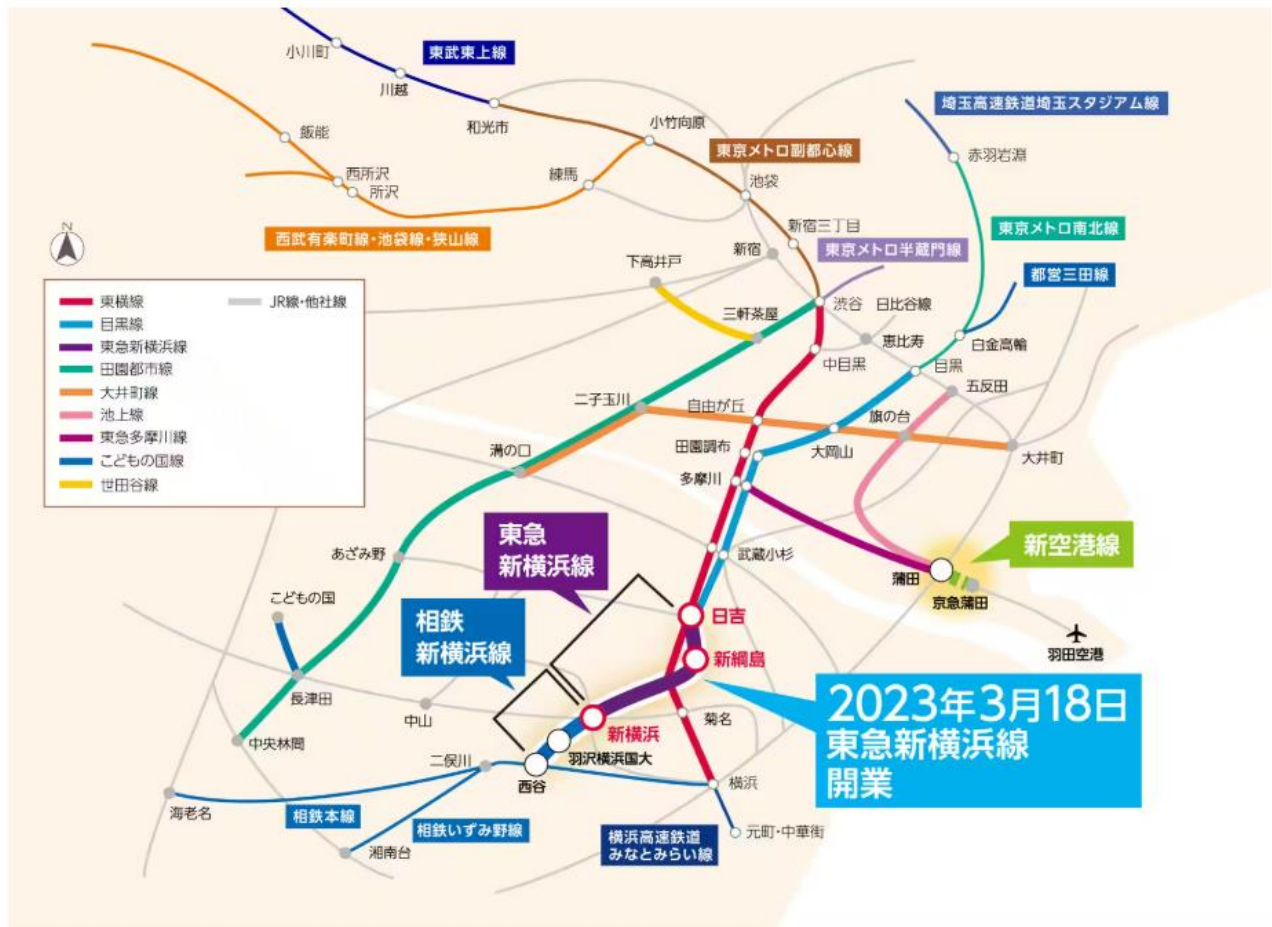 小川町
東武東上線
川越
和光市
埼玉高速鉄道埼玉スタジアム線
飯能
小竹向原
東京メトロ副都心線
赤羽岩淵
西所沢
所沢
練馬
池袋
西武有楽町線・池袋線・狭山線
N
新宿三丁目
東京メトロ南北線
新宿
東京メトロ半蔵門線
下高井戸
都営三田線
東横線
JR線・他社線
目黒線
東急新横浜線
田園都市線
大井町線
池上線
東急多摩川線
こどもの国線
世田谷線
三軒茶屋
渋谷
日比谷線
恵比寿
白金高輪
中目黒
目黒
五反田
二子玉川
自由が丘
旗の台
溝の口
田園調布
大岡山
大井町
多摩川
東急
新横浜線
新空港線
あざみ野
武蔵小杉
蒲田
京急蒲田
こどもの国
日吉
相鉄
新横浜線
羽田空港
新綱島
長津田
2023年3月18日
東急新横浜線
開業
中山
菊名
新横浜
中央林間
羽沢横浜国大
二俣川
西谷
横浜
海老名
相鉄本線
相鉄いずみ野線
湘南台
横浜高速鉄道
みなとみらい線
元町・中華街